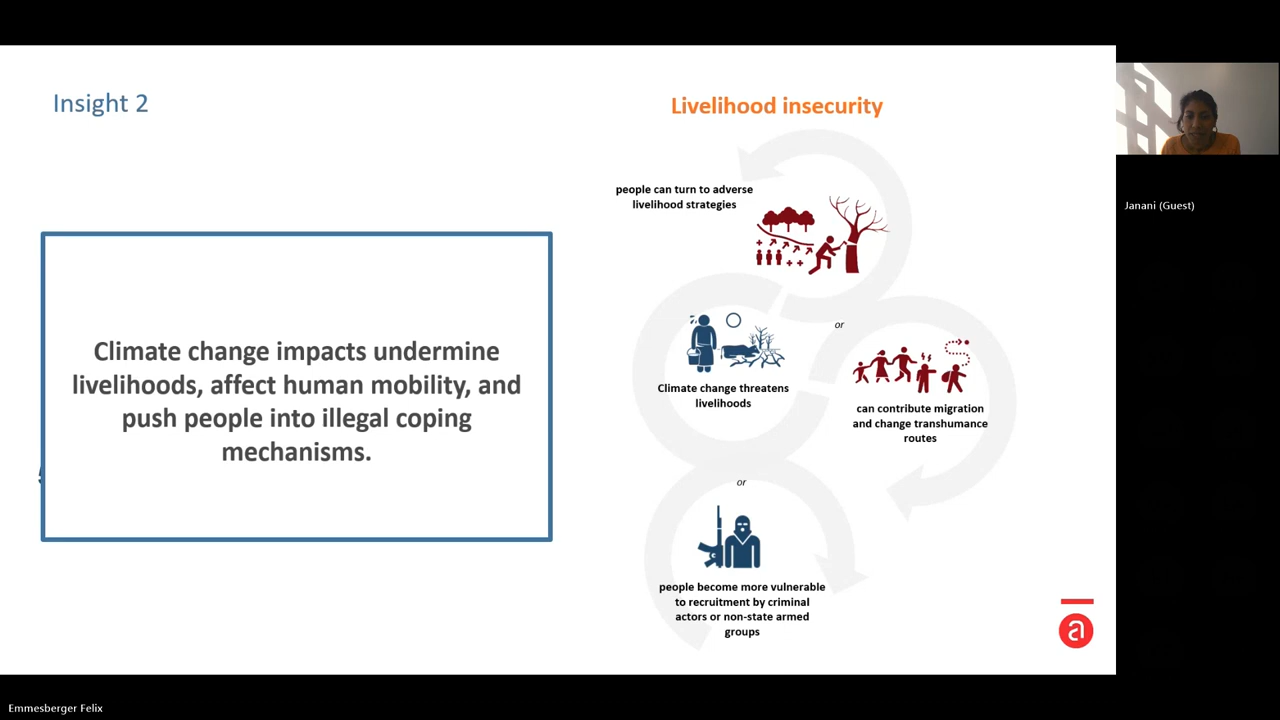 Insight 2
Climate change impacts undermine
livelihoods, affect human mobility, and
push people into illegal coping
mechanisms.
Livelihood insecurity
people can turn to adverse
livelihood strategies
or
Climate change threatens
livelihoods
can contribute migration
and change transhumance
routes
or
people become more vulnerable
to recruitment by criminal
actors or non-state armed
groups
Janani (Guest)
Emmesberger Felix